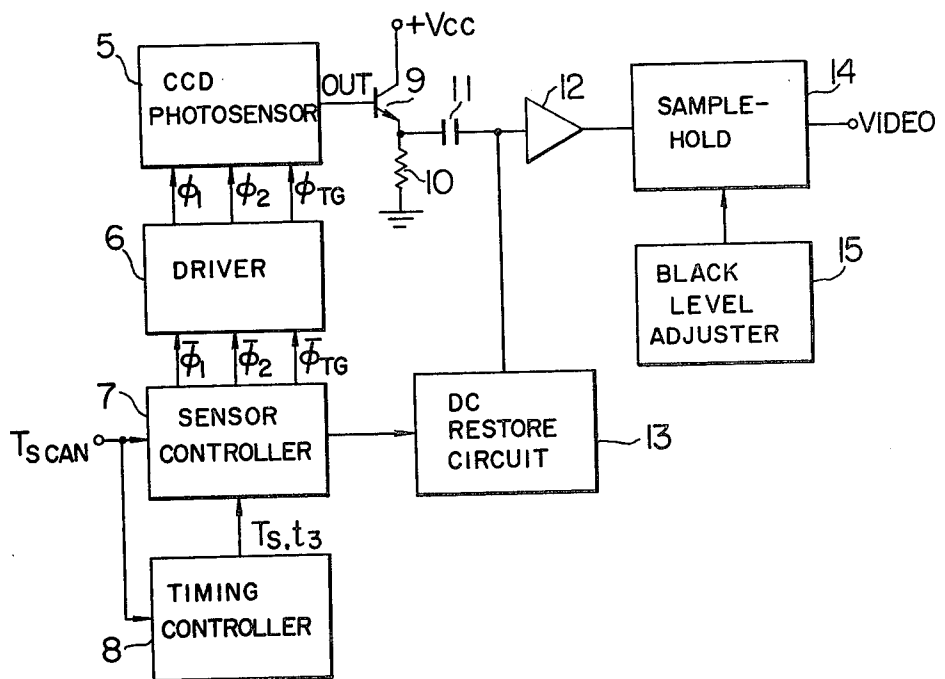 +Vcc
5
CCD
PHOTOSENSOR
OUT
9
11
12
14
SAMPLE-
HOLD
VIDEO
10
ϕ1
ϕ2
ϕTG
6
DRIVER
15
BLACK
LEVEL
ADJUSTER
ϕ̄1
ϕ̄2
ϕ̄TG
7
TSCAN
SENSOR
CONTROLLER
DC
RESTORE
CIRCUIT
13
Ts,t3
TIMING
CONTROLLER
8